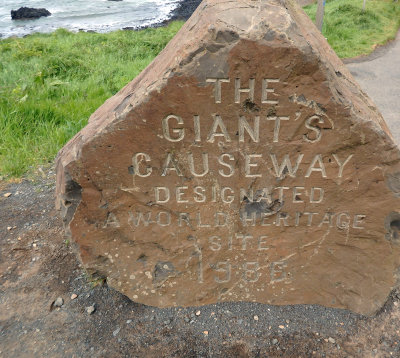 THE
GIANT'S
CAUSEWAY
DESIGNATED
A WORLD HERITAGE
SITE
1986